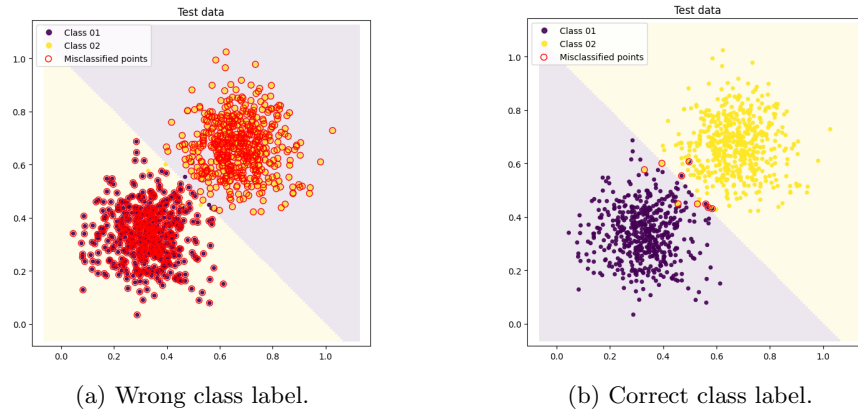 Test data
Class 01
Class 02
Misclassified points
1.0
0.8
0.6
0.4
0.2
0.0
0.0 0.2 0.4 0.6 0.8 1.0
(a) Wrong class label.
Test data
Class 01
Class 02
Misclassified points
1.0
0.8
0.6
0.4
0.2
0.0
0.0 0.2 0.4 0.6 0.8 1.0
(b) Correct class label.